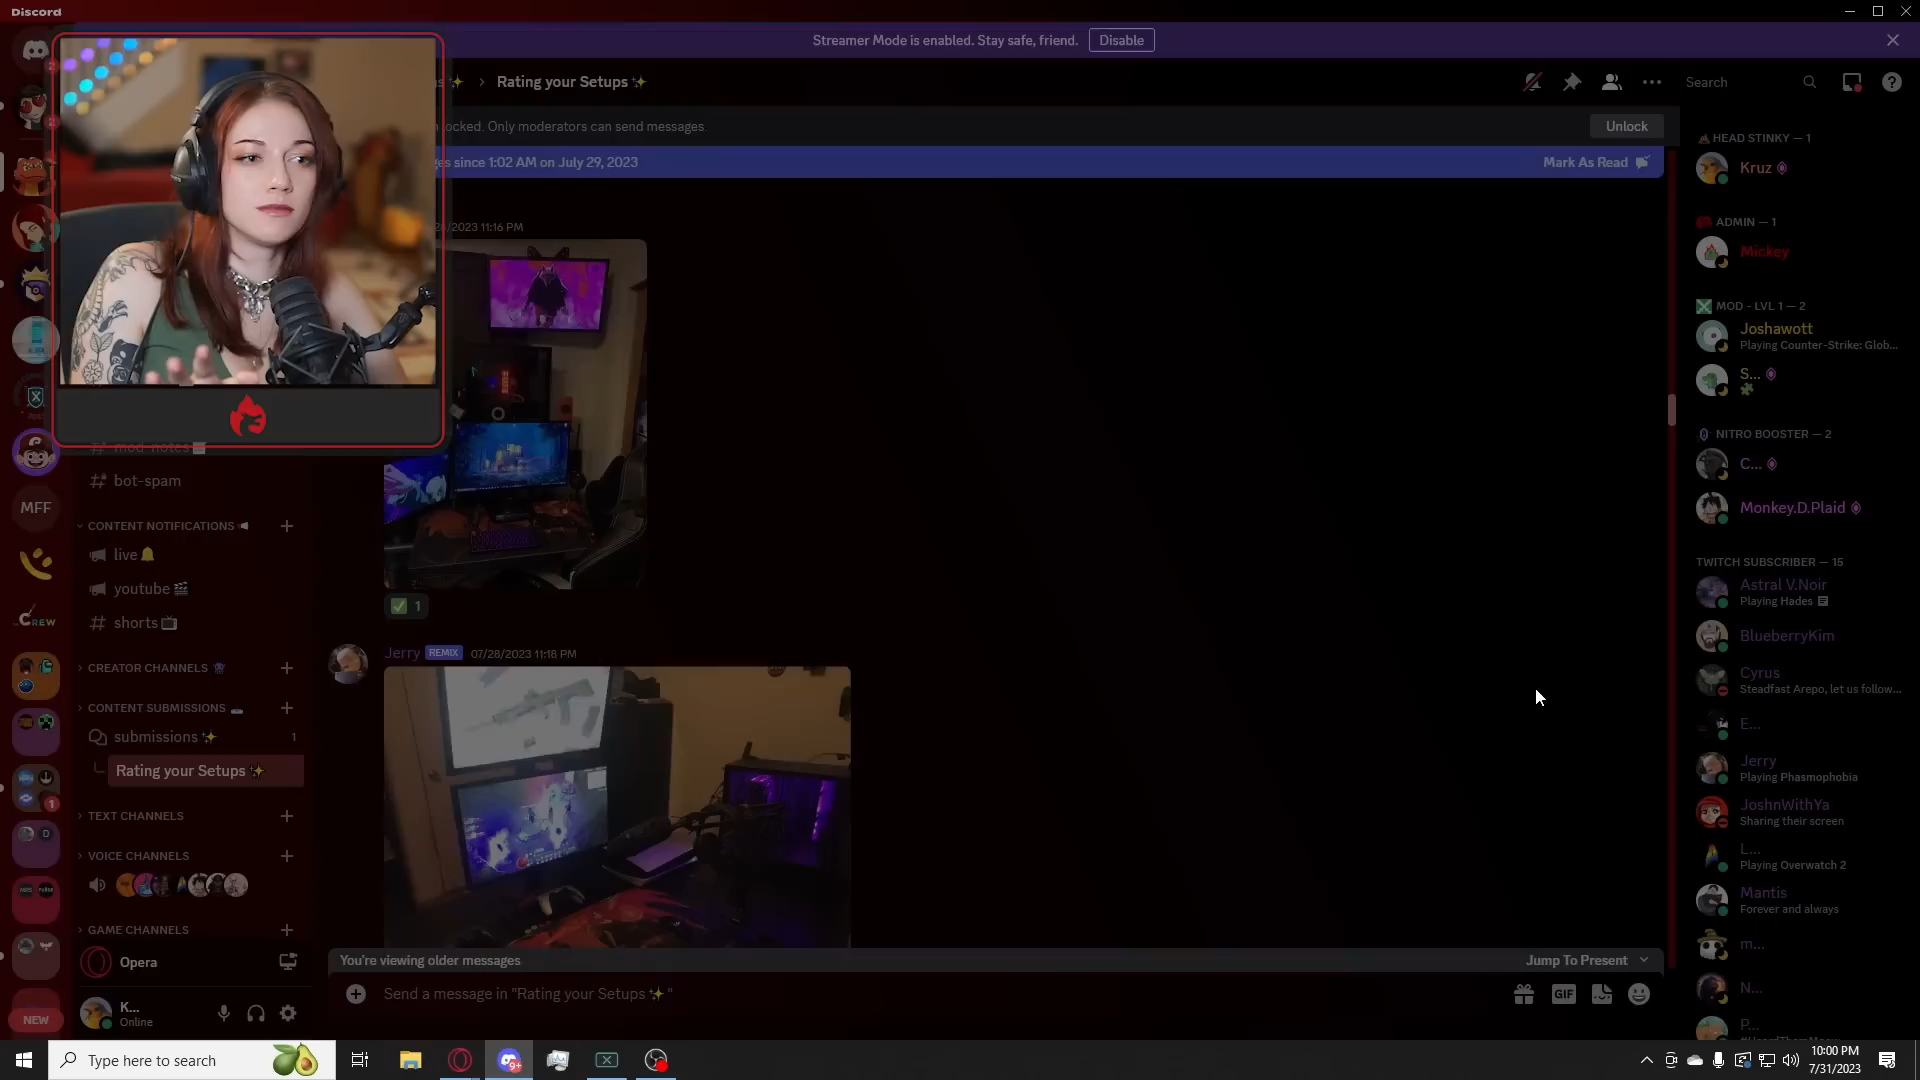 Discord
Streamer Mode is enabled. Stay safe, friend.
Disable
Rating your Setups
Search
locked. Only moderators can send messages.
Unlock
since 1:02 AM on July 29, 2023
Mark As Read
/2023 11:16 PM
1
Jerry REMIX 07/28/2023 11:18 PM
You're viewing older messages
Jump To Present
Send a message in "Rating your Setups "
GIF
MFF
CREW
1
NEW
mod-notes
bot-spam
CONTENT NOTIFICATIONS
live
youtube
shorts
CREATOR CHANNELS
CONTENT SUBMISSIONS
submissions 1
Rating your Setups
TEXT CHANNELS
VOICE CHANNELS
GAME CHANNELS
Opera
K...
Online
HEAD STINKY — 1
Kruz
ADMIN — 1
Mickey
MOD - LVL 1 — 2
Joshawott
Playing Counter-Strike: Glob...
S...
NITRO BOOSTER — 2
C...
Monkey.D.Plaid
TWITCH SUBSCRIBER — 15
Astral V.Noir
Playing Hades
BlueberryKim
Cyrus
Steadfast Arepo, let us follow...
E...
Jerry
Playing Phasmophobia
JoshnWithYa
Sharing their screen
L...
Playing Overwatch 2
Mantis
Forever and always
m...
N...
P...
Type here to search
9+
10:00 PM
7/31/2023